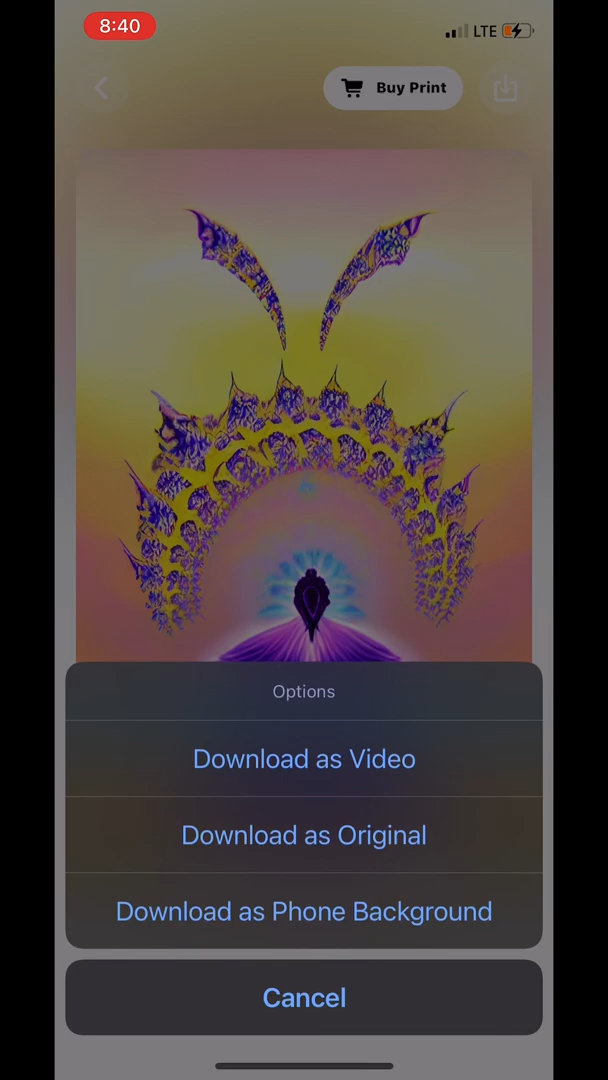 8:40
LTE
Buy Print
Options
Download as Video
Download as Original
Download as Phone Background
Cancel